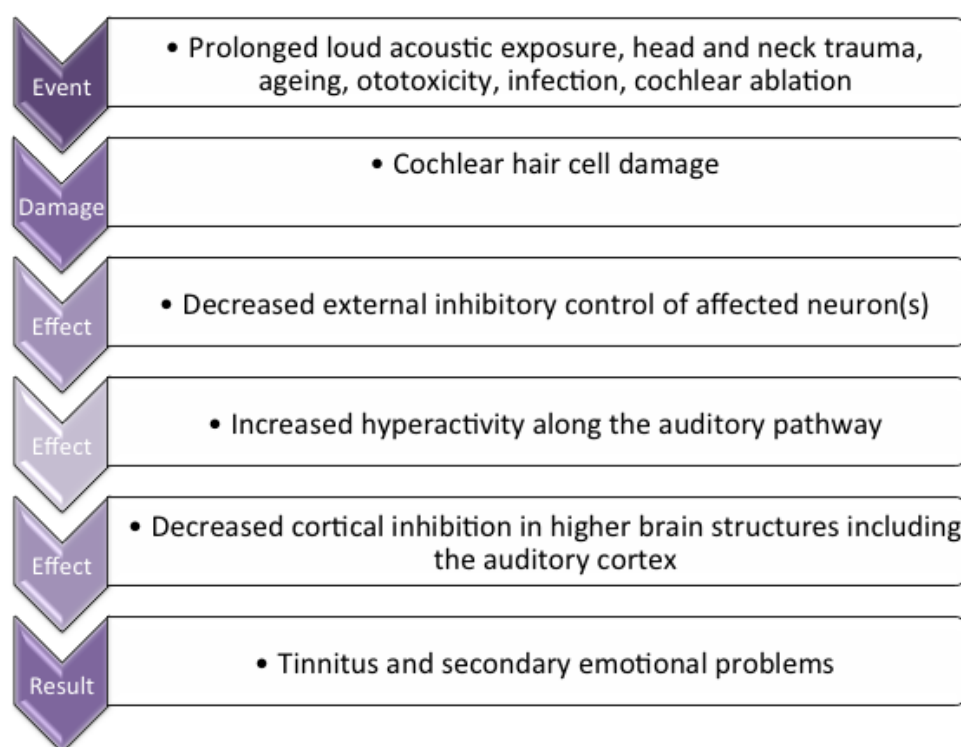 Event
• Prolonged loud acoustic exposure, head and neck trauma,
ageing, ototoxicity, infection, cochlear ablation
Damage
• Cochlear hair cell damage
Effect
• Decreased external inhibitory control of affected neuron(s)
Effect
• Increased hyperactivity along the auditory pathway
Effect
• Decreased cortical inhibition in higher brain structures including
the auditory cortex
Result
• Tinnitus and secondary emotional problems